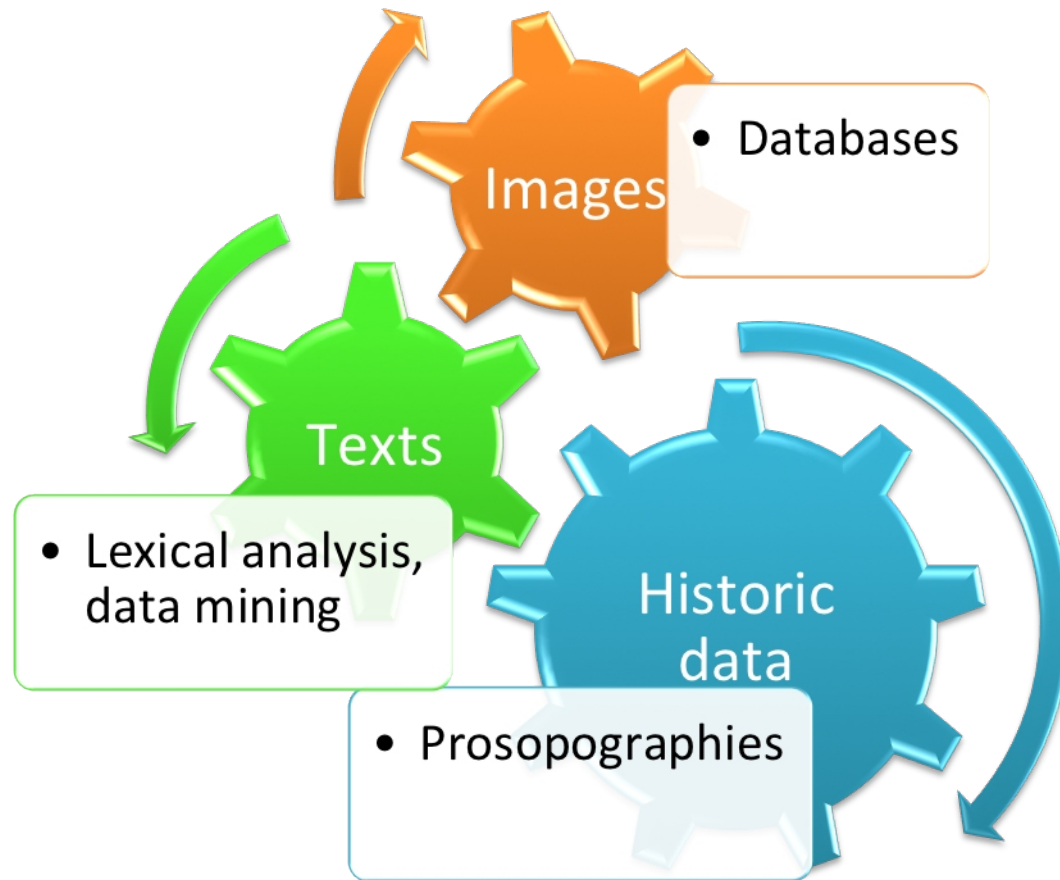 Images
• Databases
Texts
• Lexical analysis,
data mining
Historic
data
• Prosopographies